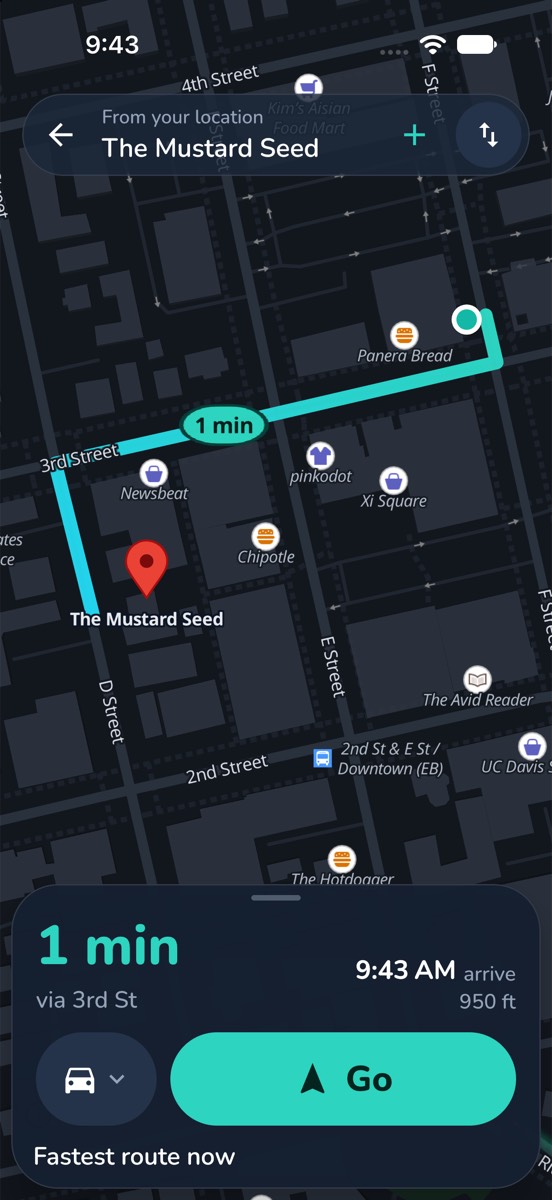 9:43
4th Street
F Street
Kim's Aisian
Food Mart
From your location
The Mustard Seed
Panera Bread
1 min
3rd Street
Newsbeat
pinkodot
Xi Square
Chipotle
The Mustard Seed
E Street
The Avid Reader
D Street
2nd St & E St /
Downtown (EB)
2nd Street
UC Davis
The Hotdogger
1 min
9:43 AM arrive
via 3rd St
950 ft
Go
Fastest route now